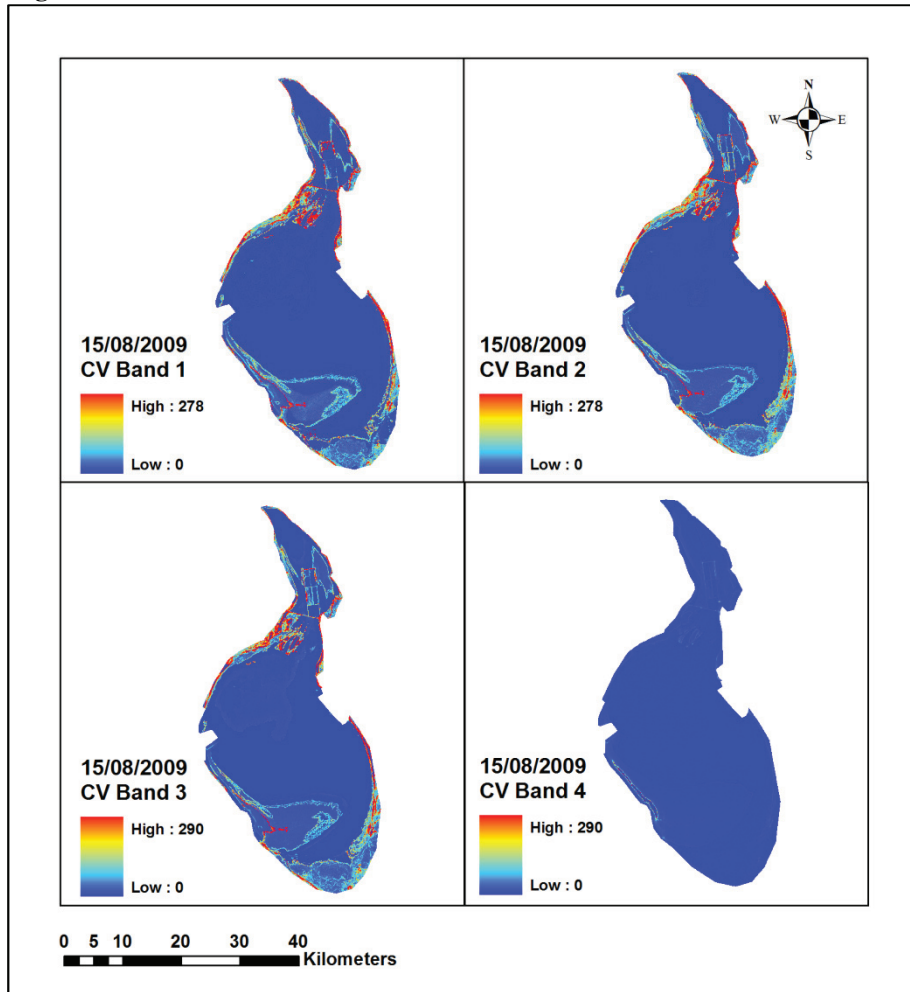 N
W E
S
15/08/2009
CV Band 1
High : 278
Low : 0
15/08/2009
CV Band 2
High : 278
Low : 0
15/08/2009
CV Band 3
High : 290
Low : 0
15/08/2009
CV Band 4
High : 290
Low : 0
0 5 10 20 30 40
Kilometers